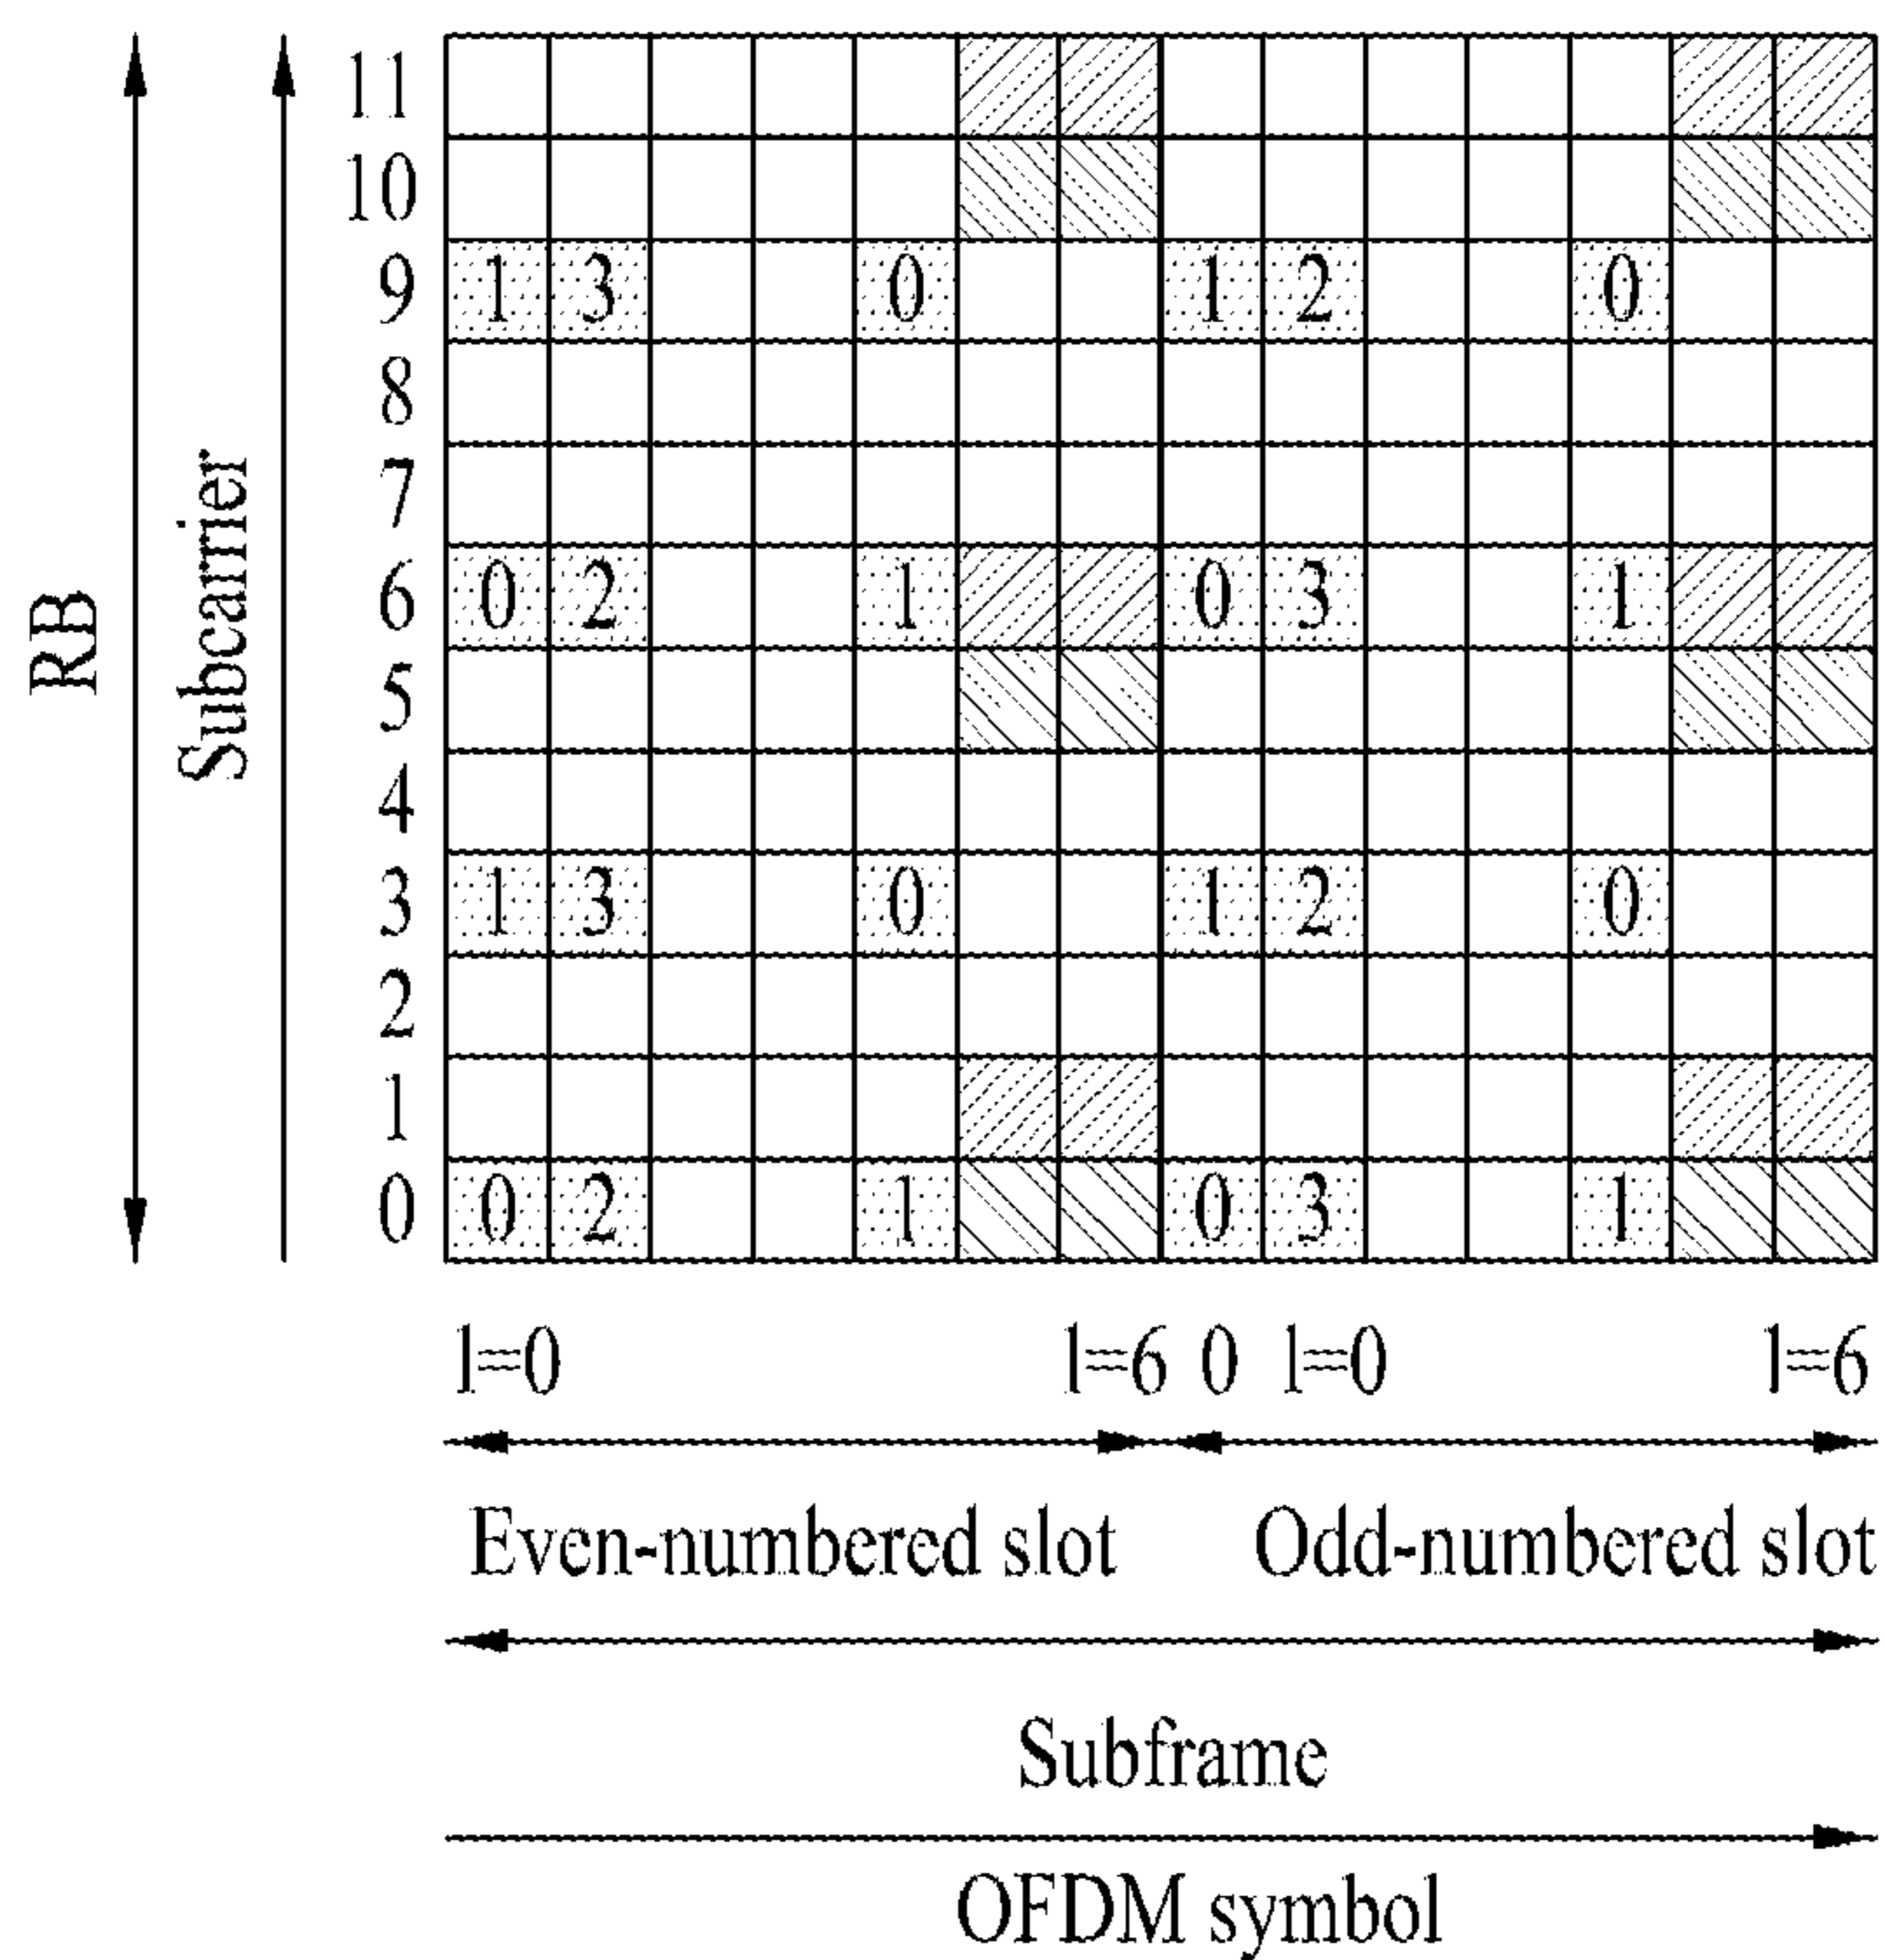 11
10
9 1 3 0 1 2 0
8
7
6 0 2 1 0 3 1
5
4
3 1 3 0 1 2 0
2
1
0 0 2 1 0 3 1
RB
Subcarrier
l=0 l=6 0 l=0 l=6
Even-numbered slot Odd-numbered slot
Subframe
OFDM symbol